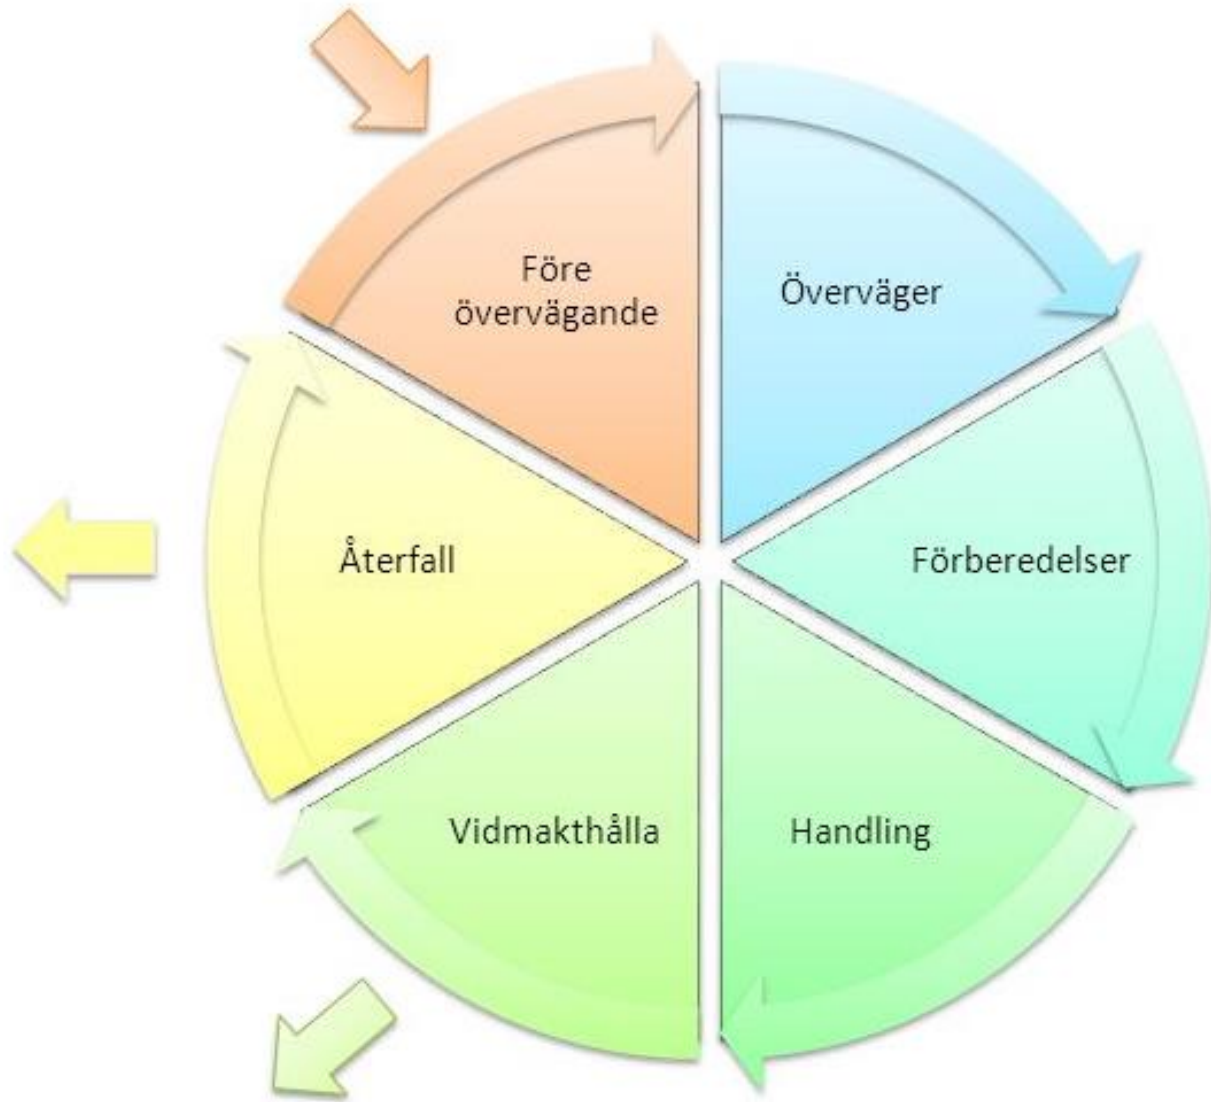 Före
övervägande
Överväger
Förberedelser
Handling
Vidmakthålla
Återfall